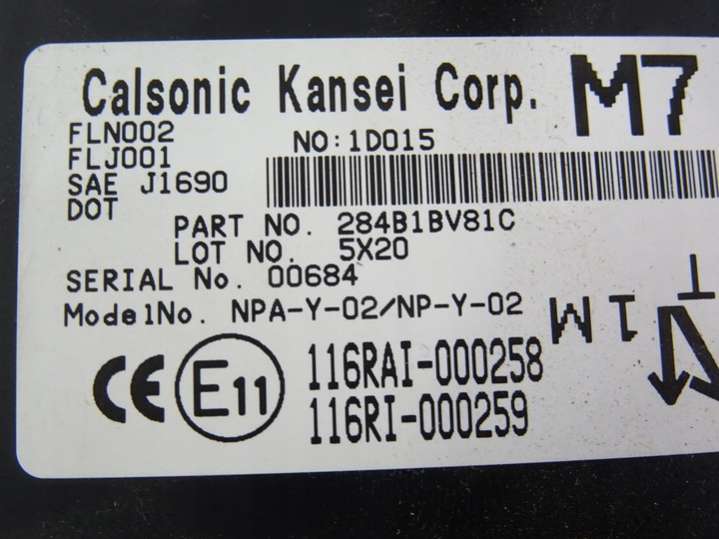 Calsonic Kansei Corp. M7
FLN002
FLJ001
NO:1D015
SAE J1690
DOT
PART NO. 284B1BV81C
LOT NO. 5X20
SERIAL No. 00684
ModelNo. NPA-Y-02/NP-Y-02
1M
T
CE E11 116RAI-000258
116RI-000259